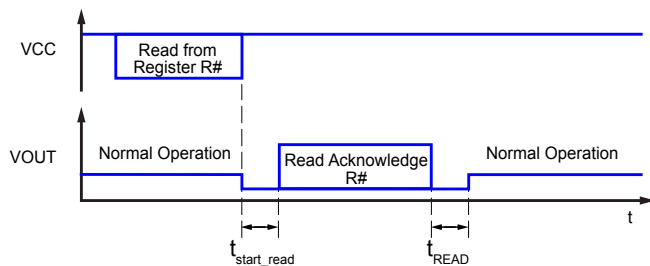 VCC
Read from
Register R#
VOUT
Normal Operation
Read Acknowledge
R#
Normal Operation
t
tstart_read
tREAD